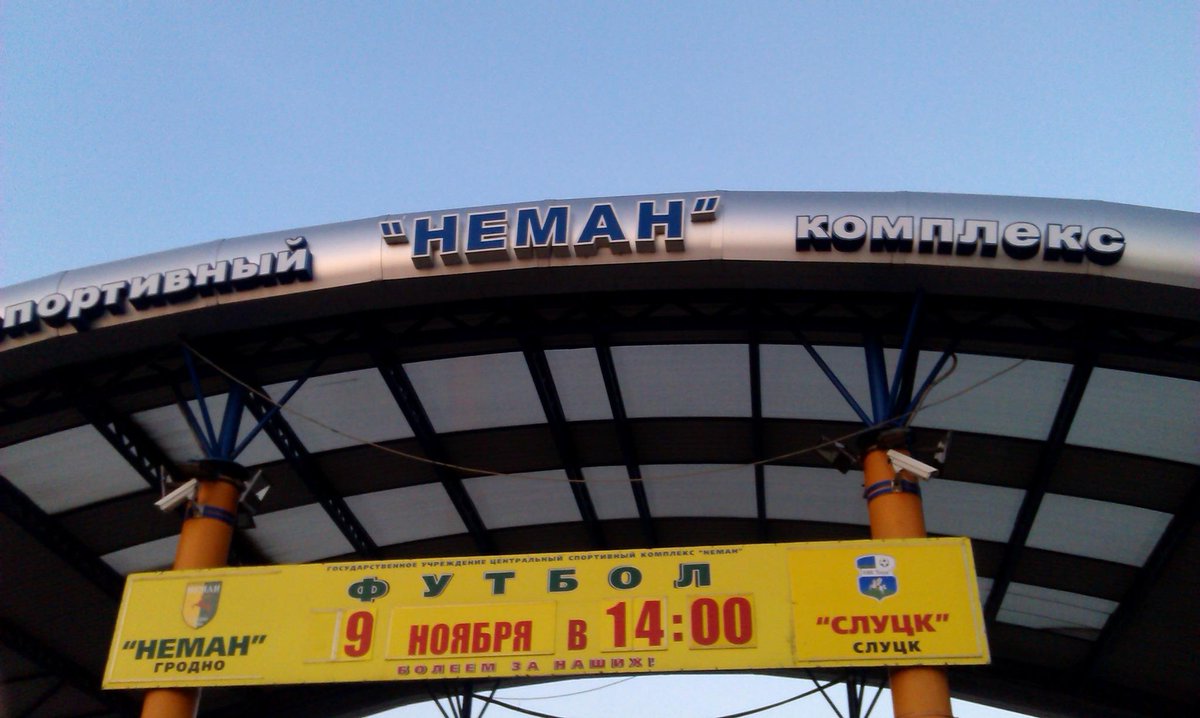 спортивный "НЕМАН" комплекс
ГОСУДАРСТВЕННОЕ УЧРЕЖДЕНИЕ ЦЕНТРАЛЬНЫЙ СПОРТИВНЫЙ КОМПЛЕКС "НЕМАН"
ФУТБОЛ
НЕМАН
"НЕМАН"
ГРОДНО
9 НОЯБРЯ В 14:00
БОЛЕЕМ ЗА НАШИХ!
"СЛУЦК"
СЛУЦК